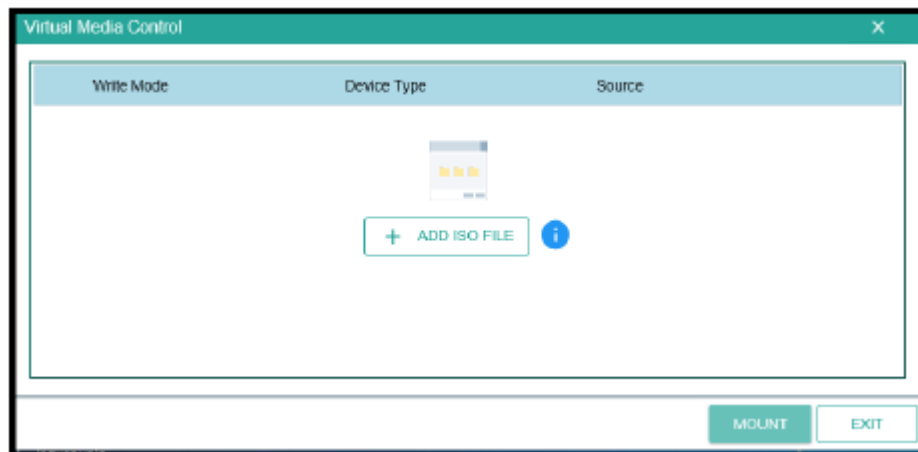 Virtual Media Control
Write Mode Device Type Source
+ ADD ISO FILE
MOUNT EXIT